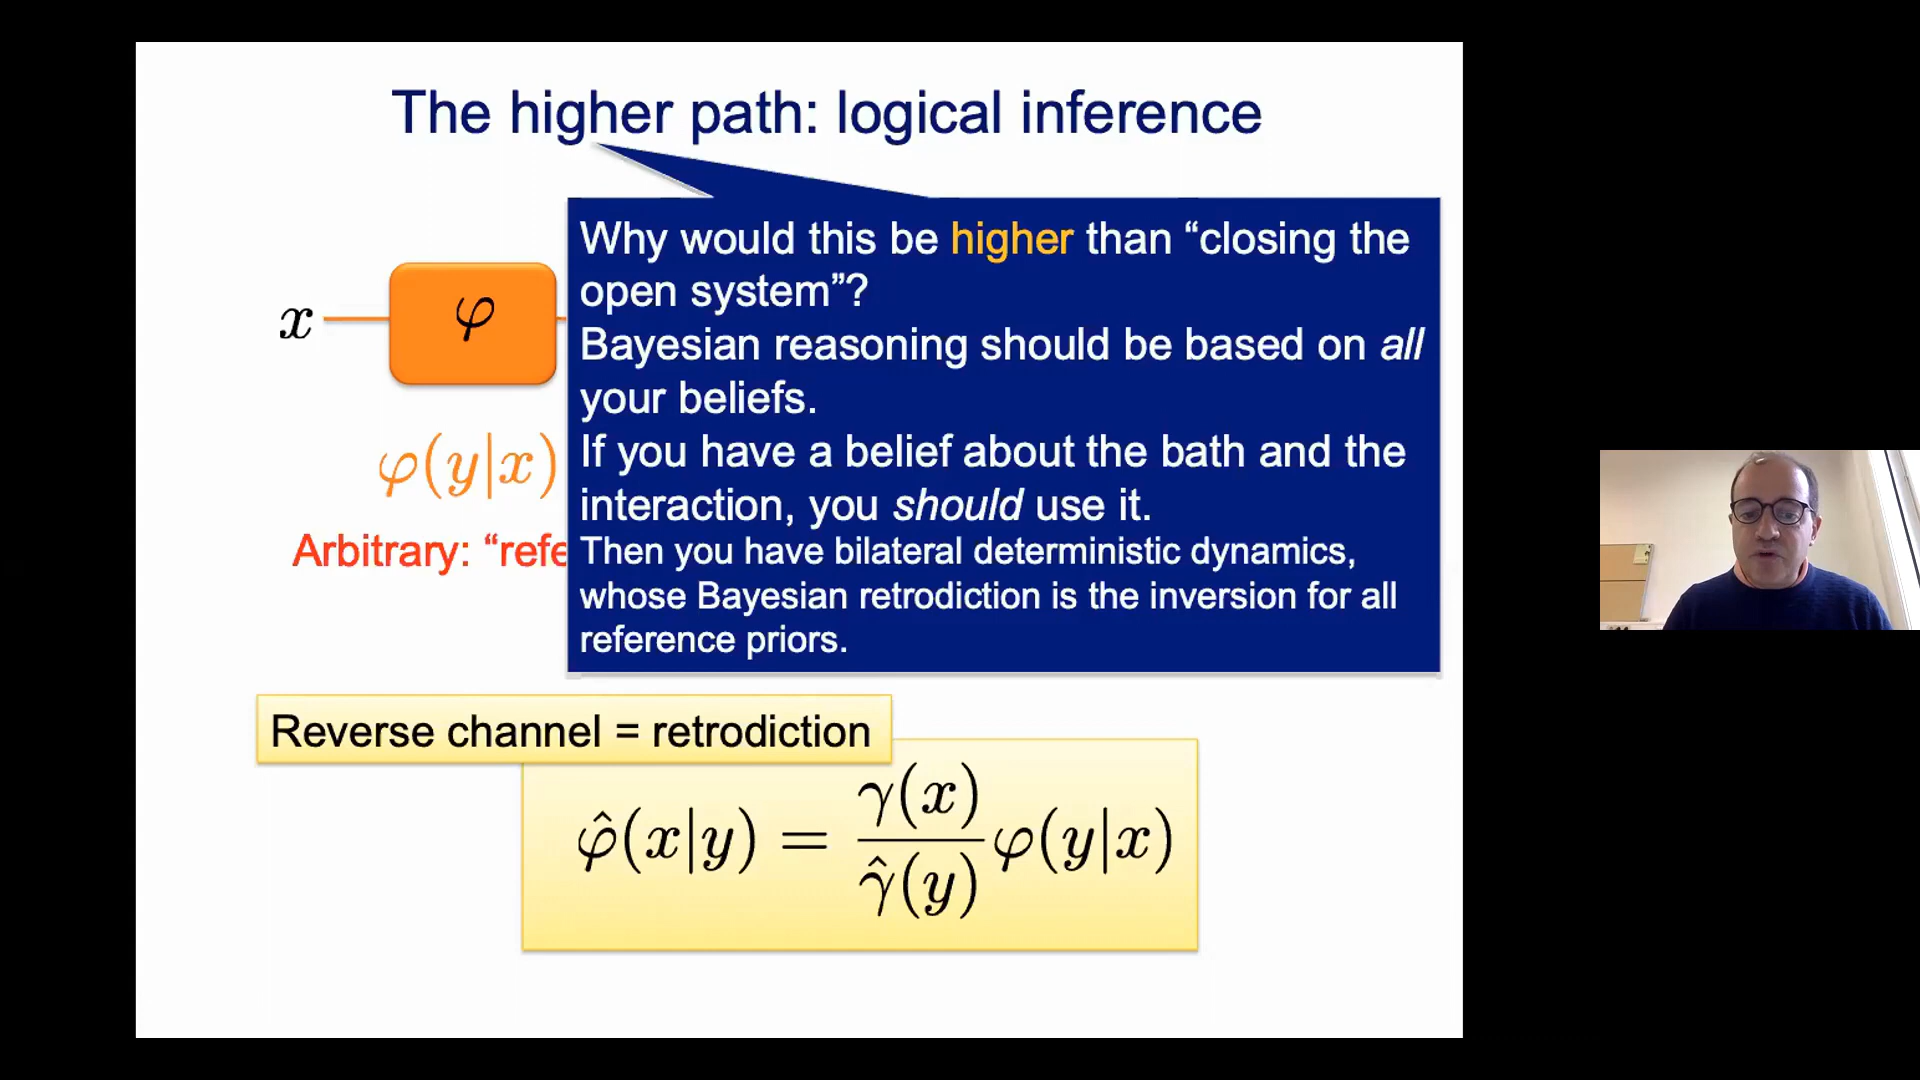 The higher path: logical inference
Why would this be higher than “closing the
open system”?
Bayesian reasoning should be based on all
your beliefs.
If you have a belief about the bath and the
interaction, you should use it.
Then you have bilateral deterministic dynamics,
whose Bayesian retrodiction is the inversion for all
reference priors.
x
φ
φ(y|x)
Arbitrary: “refe
Reverse channel = retrodiction
φ̂(x|y) = γ(x)/γ̂(y) φ(y|x)